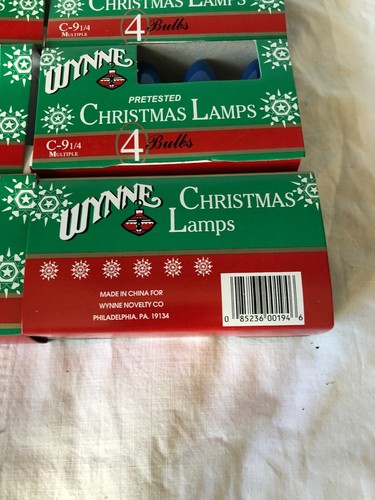 CHRISTMAS LAMPS
C-9 1/4
MULTIPLE
4 Bulbs
WYNNE
PRETESTED
CHRISTMAS LAMPS
C-9 1/4
MULTIPLE
4 Bulbs
WYNNE
CHRISTMAS
Lamps
MADE IN CHINA FOR
WYNNE NOVELTY CO
PHILADELPHIA. PA. 19134
0 85236 00194 6